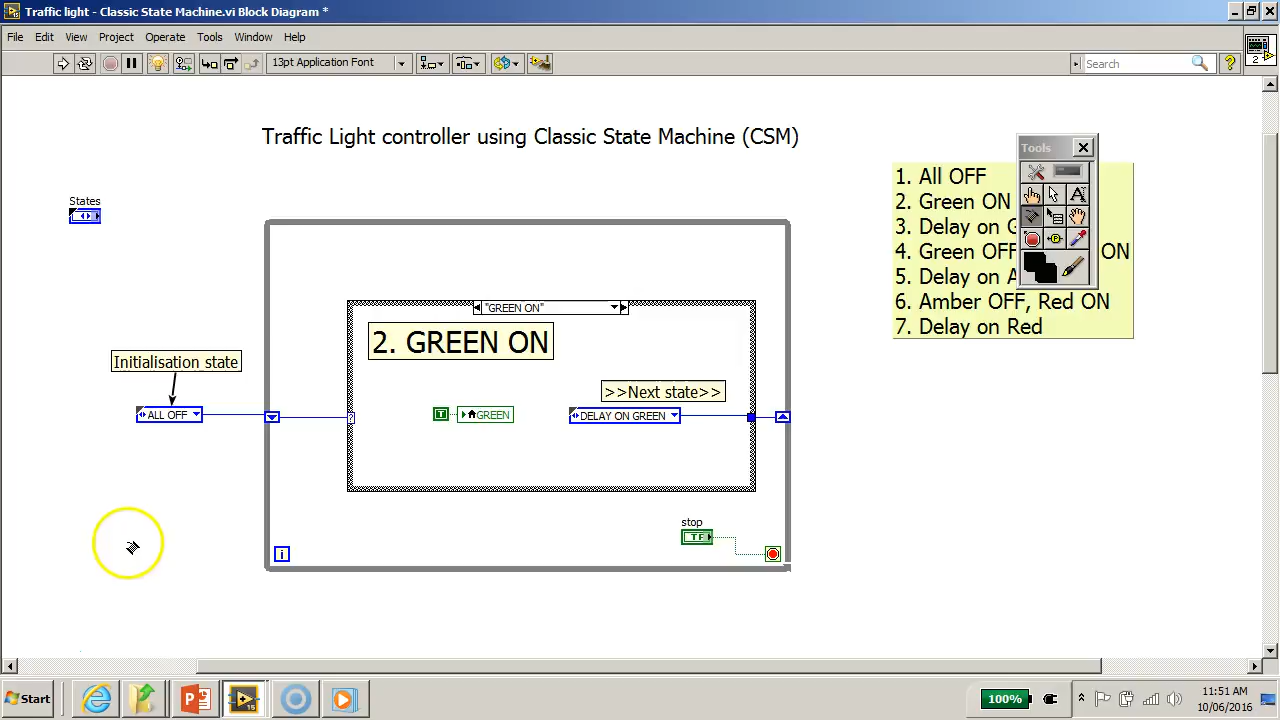 Traffic light - Classic State Machine.vi Block Diagram *
File Edit View Project Operate Tools Window Help
13pt Application Font
Search
?
2
Traffic Light controller using Classic State Machine (CSM)
Tools
A
P
States
1. All OFF
2. Green ON
3. Delay on G
4. Green OFF ON
5. Delay on A
6. Amber OFF, Red ON
7. Delay on Red
"GREEN ON"
2. GREEN ON
Initialisation state
>>Next state>>
ALL OFF
?
T
GREEN
DELAY ON GREEN
stop
TF
i
Start
15
100%
11:51 AM
10/06/2016